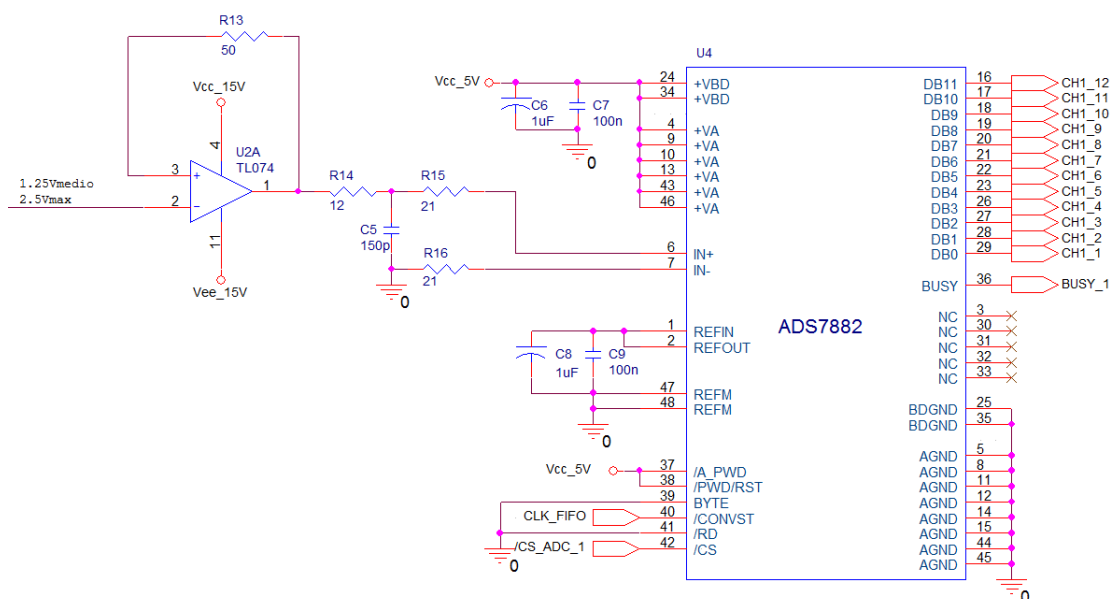 R13
50
Vcc_15V
4
U2A
TL074
3
+
1
1.25Vmedio
2.5Vmax
2
-
11
Vee_15V
R14
12
R15
21
C5
150p
R16
21
0
U4
Vcc_5V
C6
1uF
C7
100n
0
24 +VBD
34 +VBD
4 +VA
9 +VA
10 +VA
13 +VA
43 +VA
46 +VA
6 IN+
7 IN-
1 REFIN
2 REFOUT
C8
1uF
C9
100n
47 REFM
48 REFM
0
Vcc_5V
37 /A_PWD
38 /PWD/RST
39 BYTE
CLK_FIFO 40 /CONVST
41 /RD
/CS_ADC_1 42 /CS
0
ADS7882
DB11 16 CH1_12
DB10 17 CH1_11
DB9 18 CH1_10
DB8 19 CH1_9
DB7 20 CH1_8
DB6 21 CH1_7
DB5 22 CH1_6
DB4 23 CH1_5
DB3 26 CH1_4
DB2 27 CH1_3
DB1 28 CH1_2
DB0 29 CH1_1
BUSY 36 BUSY_1
NC 3
NC 30
NC 31
NC 32
NC 33
BDGND 25
BDGND 35
AGND 5
AGND 8
AGND 11
AGND 12
AGND 14
AGND 15
AGND 44
AGND 45
0